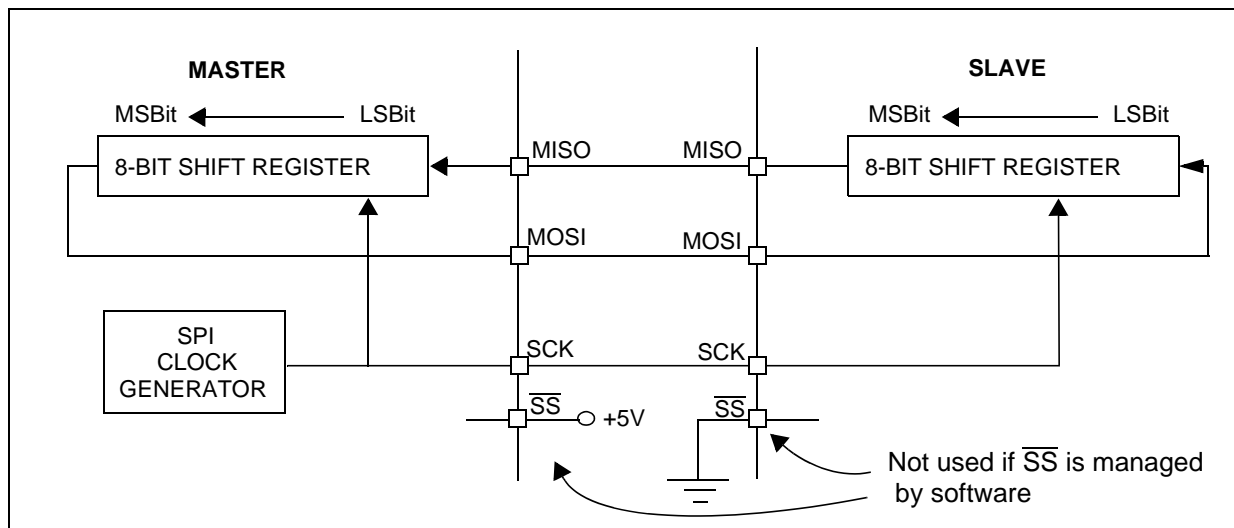 MASTER
SLAVE
MSBit
LSBit
MSBit
LSBit
8-BIT SHIFT REGISTER
MISO
MISO
8-BIT SHIFT REGISTER
MOSI
MOSI
SPI
CLOCK
GENERATOR
SCK
SCK
SS
+5V
SS
Not used if SS is managed
by software